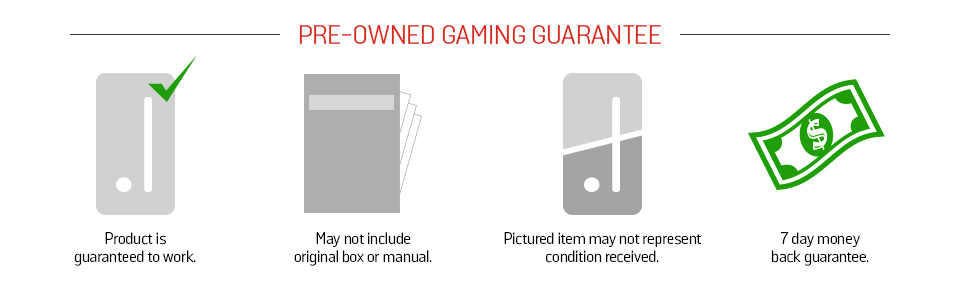 PRE-OWNED GAMING GUARANTEE
Product is
guaranteed to work.
May not include
original box or manual.
Pictured item may not represent
condition received.
$
7 day money
back guarantee.